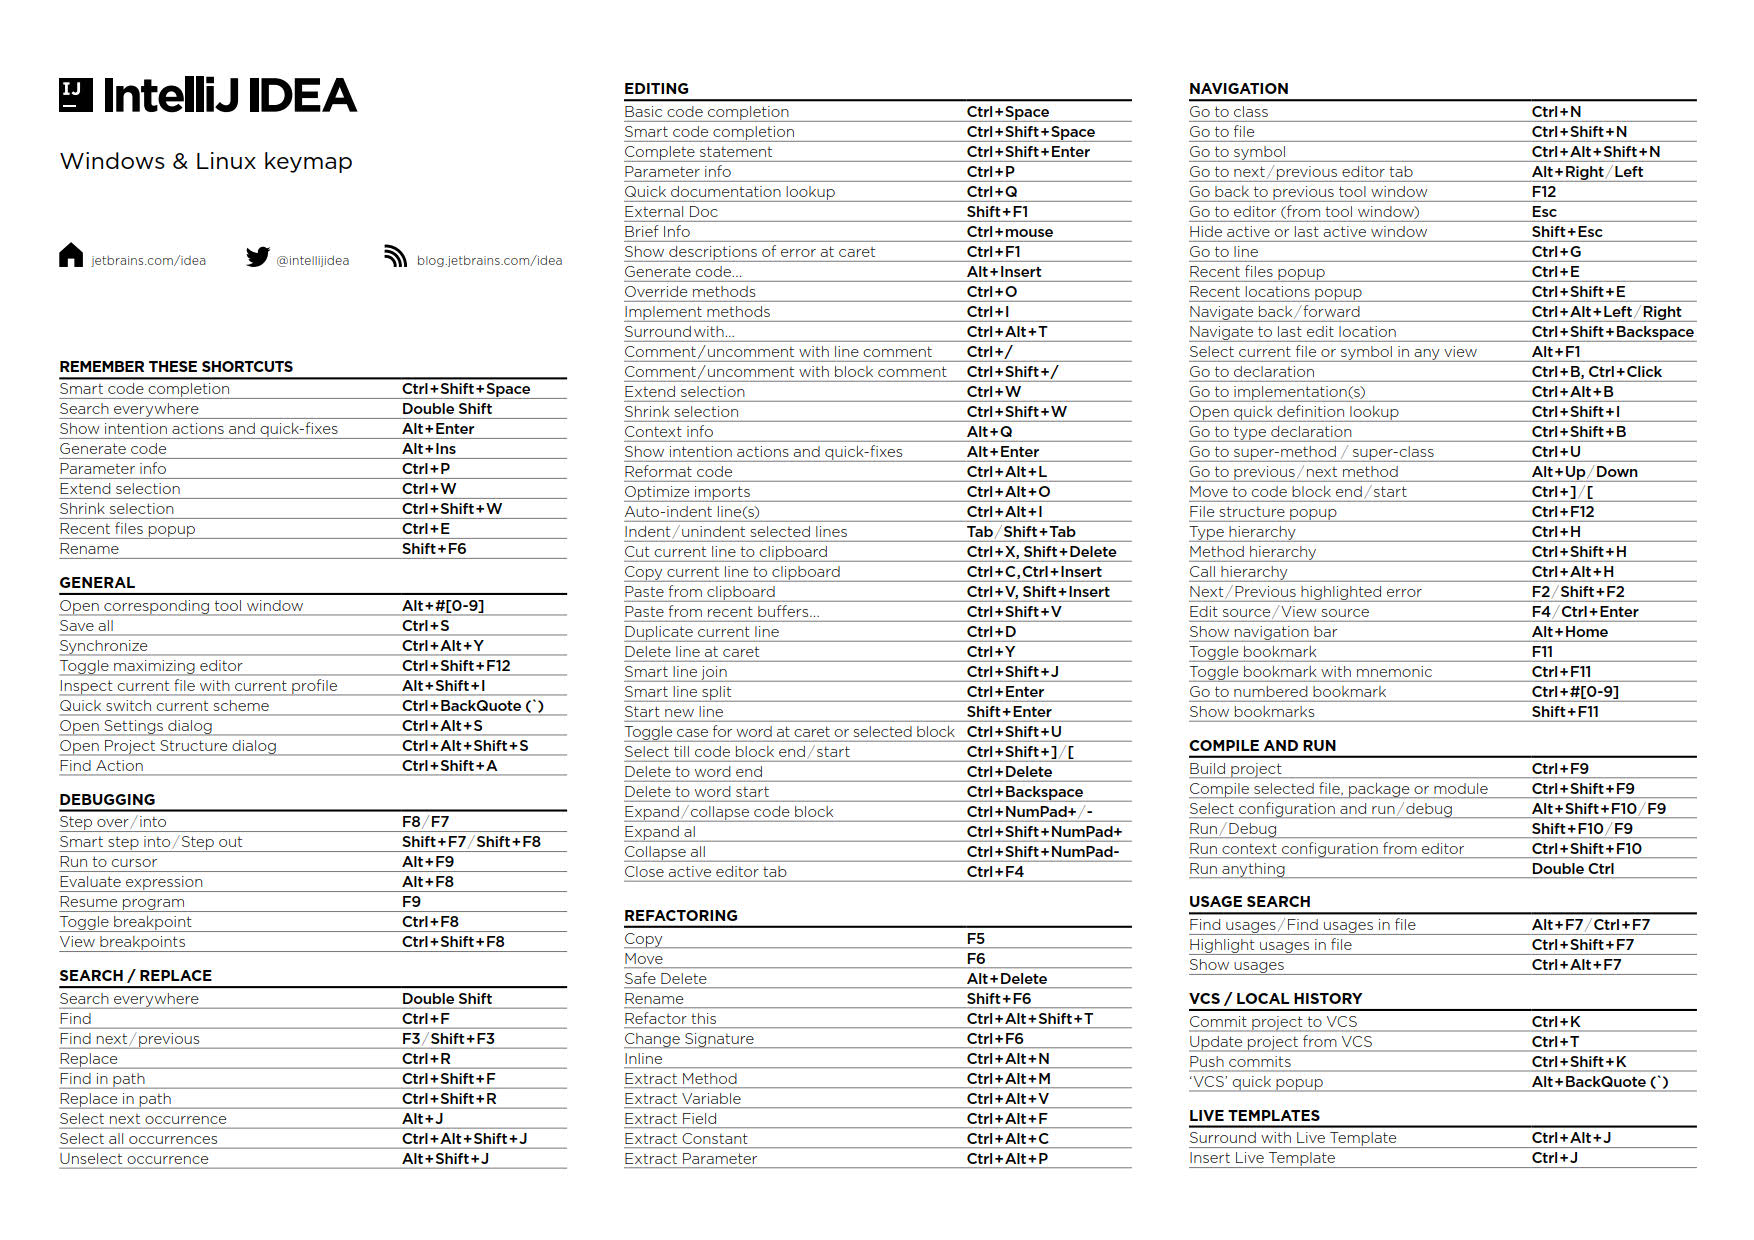 IJ IntelliJ IDEA
Windows & Linux keymap
jetbrains.com/idea @intellijidea blog.jetbrains.com/idea
REMEMBER THESE SHORTCUTS
Smart code completion Ctrl+Shift+Space
Search everywhere Double Shift
Show intention actions and quick-fixes Alt+Enter
Generate code Alt+Ins
Parameter info Ctrl+P
Extend selection Ctrl+W
Shrink selection Ctrl+Shift+W
Recent files popup Ctrl+E
Rename Shift+F6
GENERAL
Open corresponding tool window Alt+#[0-9]
Save all Ctrl+S
Synchronize Ctrl+Alt+Y
Toggle maximizing editor Ctrl+Shift+F12
Inspect current file with current profile Alt+Shift+I
Quick switch current scheme Ctrl+BackQuote (`)
Open Settings dialog Ctrl+Alt+S
Open Project Structure dialog Ctrl+Alt+Shift+S
Find Action Ctrl+Shift+A
DEBUGGING
Step over/into F8/F7
Smart step into/Step out Shift+F7/Shift+F8
Run to cursor Alt+F9
Evaluate expression Alt+F8
Resume program F9
Toggle breakpoint Ctrl+F8
View breakpoints Ctrl+Shift+F8
SEARCH / REPLACE
Search everywhere Double Shift
Find Ctrl+F
Find next/previous F3/Shift+F3
Replace Ctrl+R
Find in path Ctrl+Shift+F
Replace in path Ctrl+Shift+R
Select next occurrence Alt+J
Select all occurrences Ctrl+Alt+Shift+J
Unselect occurrence Alt+Shift+J
EDITING
Basic code completion Ctrl+Space
Smart code completion Ctrl+Shift+Space
Complete statement Ctrl+Shift+Enter
Parameter info Ctrl+P
Quick documentation lookup Ctrl+Q
External Doc Shift+F1
Brief Info Ctrl+mouse
Show descriptions of error at caret Ctrl+F1
Generate code... Alt+Insert
Override methods Ctrl+O
Implement methods Ctrl+I
Surround with... Ctrl+Alt+T
Comment/uncomment with line comment Ctrl+/
Comment/uncomment with block comment Ctrl+Shift+/
Extend selection Ctrl+W
Shrink selection Ctrl+Shift+W
Context info Alt+Q
Show intention actions and quick-fixes Alt+Enter
Reformat code Ctrl+Alt+L
Optimize imports Ctrl+Alt+O
Auto-indent line(s) Ctrl+Alt+I
Indent/unindent selected lines Tab/Shift+Tab
Cut current line to clipboard Ctrl+X, Shift+Delete
Copy current line to clipboard Ctrl+C, Ctrl+Insert
Paste from clipboard Ctrl+V, Shift+Insert
Paste from recent buffers... Ctrl+Shift+V
Duplicate current line Ctrl+D
Delete line at caret Ctrl+Y
Smart line join Ctrl+Shift+J
Smart line split Ctrl+Enter
Start new line Shift+Enter
Toggle case for word at caret or selected block Ctrl+Shift+U
Select till code block end/start Ctrl+Shift+]/[
Delete to word end Ctrl+Delete
Delete to word start Ctrl+Backspace
Expand/collapse code block Ctrl+NumPad+/-
Expand al Ctrl+Shift+NumPad+
Collapse all Ctrl+Shift+NumPad-
Close active editor tab Ctrl+F4
REFACTORING
Copy F5
Move F6
Safe Delete Alt+Delete
Rename Shift+F6
Refactor this Ctrl+Alt+Shift+T
Change Signature Ctrl+F6
Inline Ctrl+Alt+N
Extract Method Ctrl+Alt+M
Extract Variable Ctrl+Alt+V
Extract Field Ctrl+Alt+F
Extract Constant Ctrl+Alt+C
Extract Parameter Ctrl+Alt+P
NAVIGATION
Go to class Ctrl+N
Go to file Ctrl+Shift+N
Go to symbol Ctrl+Alt+Shift+N
Go to next/previous editor tab Alt+Right/Left
Go back to previous tool window F12
Go to editor (from tool window) Esc
Hide active or last active window Shift+Esc
Go to line Ctrl+G
Recent files popup Ctrl+E
Recent locations popup Ctrl+Shift+E
Navigate back/forward Ctrl+Alt+Left/Right
Navigate to last edit location Ctrl+Shift+Backspace
Select current file or symbol in any view Alt+F1
Go to declaration Ctrl+B, Ctrl+Click
Go to implementation(s) Ctrl+Alt+B
Open quick definition lookup Ctrl+Shift+I
Go to type declaration Ctrl+Shift+B
Go to super-method / super-class Ctrl+U
Go to previous/next method Alt+Up/Down
Move to code block end/start Ctrl+]/[
File structure popup Ctrl+F12
Type hierarchy Ctrl+H
Method hierarchy Ctrl+Shift+H
Call hierarchy Ctrl+Alt+H
Next/Previous highlighted error F2/Shift+F2
Edit source/View source F4/Ctrl+Enter
Show navigation bar Alt+Home
Toggle bookmark F11
Toggle bookmark with mnemonic Ctrl+F11
Go to numbered bookmark Ctrl+#[0-9]
Show bookmarks Shift+F11
COMPILE AND RUN
Build project Ctrl+F9
Compile selected file, package or module Ctrl+Shift+F9
Select configuration and run/debug Alt+Shift+F10/F9
Run/Debug Shift+F10/F9
Run context configuration from editor Ctrl+Shift+F10
Run anything Double Ctrl
USAGE SEARCH
Find usages/Find usages in file Alt+F7/Ctrl+F7
Highlight usages in file Ctrl+Shift+F7
Show usages Ctrl+Alt+F7
VCS / LOCAL HISTORY
Commit project to VCS Ctrl+K
Update project from VCS Ctrl+T
Push commits Ctrl+Shift+K
‘VCS’ quick popup Alt+BackQuote (`)
LIVE TEMPLATES
Surround with Live Template Ctrl+Alt+J
Insert Live Template Ctrl+J